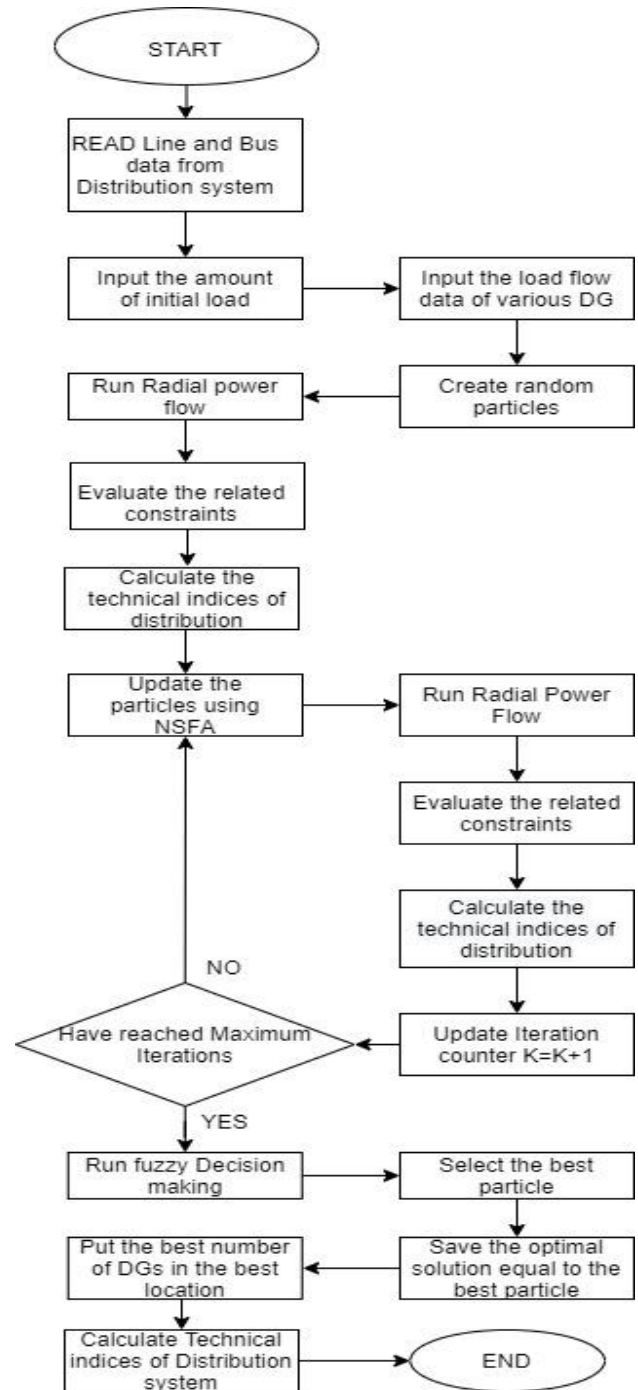 START
READ Line and Bus
data from
Distribution system
Input the amount
of initial load
Input the load flow
data of various DG
Create random
particles
Run Radial power
flow
Evaluate the related
constraints
Calculate the
technical indices of
distribution
Update the
particles using
NSFA
Run Radial Power
Flow
Evaluate the related
constraints
Calculate the
technical indices of
distribution
Update Iteration
counter K=K+1
Have reached Maximum
Iterations
NO
YES
Run fuzzy Decision
making
Select the best
particle
Save the optimal
solution equal to the
best particle
Put the best number
of DGs in the best
location
Calculate Technical
indices of Distribution
system
END